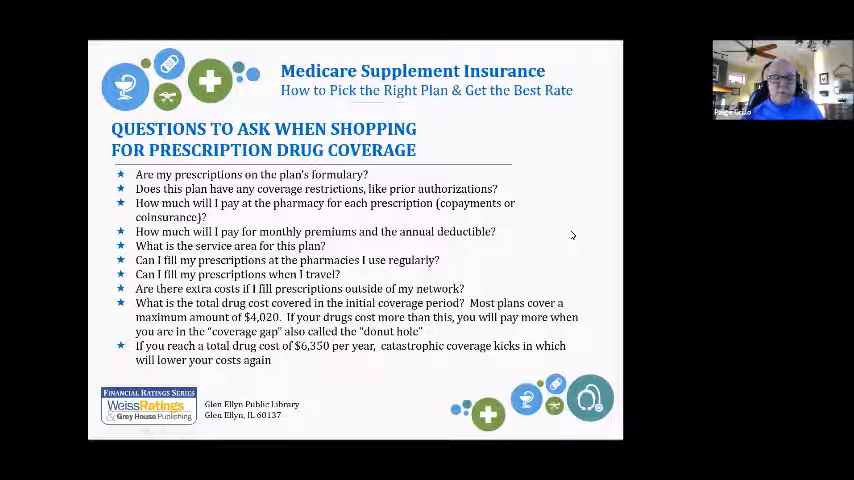 Medicare Supplement Insurance
How to Pick the Right Plan & Get the Best Rate
QUESTIONS TO ASK WHEN SHOPPING
FOR PRESCRIPTION DRUG COVERAGE
Are my prescriptions on the plan's formulary?
Does this plan have any coverage restrictions, like prior authorizations?
How much will I pay at the pharmacy for each prescription (copayments or
coinsurance)?
How much will I pay for monthly premiums and the annual deductible?
What is the service area for this plan?
Can I fill my prescriptions at the pharmacies I use regularly?
Can I fill my prescriptions when I travel?
Are there extra costs if I fill prescriptions outside of my network?
What is the total drug cost covered in the initial coverage period? Most plans cover a
maximum amount of $4,020. If your drugs cost more than this, you will pay more when
you are in the "coverage gap" also called the "donut hole"
If you reach a total drug cost of $6,350 per year, catastrophic coverage kicks in which
will lower your costs again
FINANCIAL RATINGS SERIES
WeissRatings
& Grey House Publishing
Glen Ellyn Public Library
Glen Ellyn, IL 60137
Paige Grillo